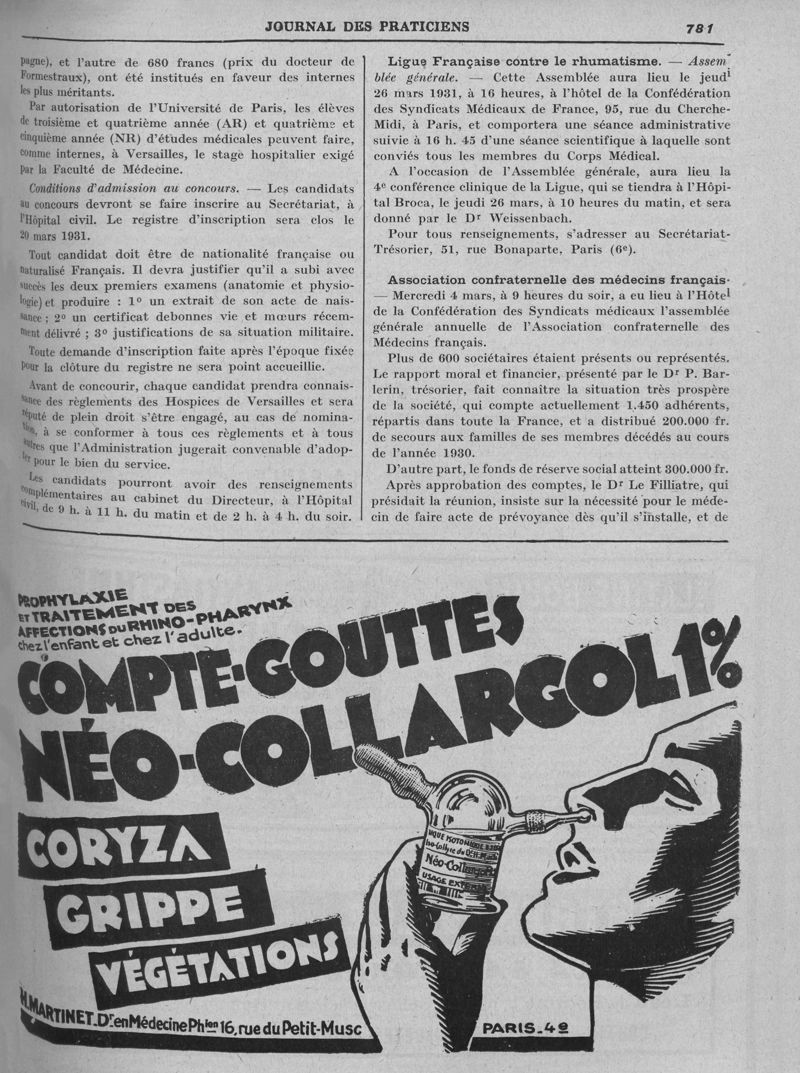 JOURNAL DES PRATICIENS
781
pagne), et l'autre de 680 francs (prix du docteur de
Formestraux), ont été institués en faveur des internes
les plus méritants.
Par autorisation de l'Université de Paris, les élèves
de troisième et quatrième année (AR) et quatrième et
cinquième année (NR) d'études médicales peuvent faire,
comme internes, à Versailles, le stage hospitalier exigé
par la Faculté de Médecine.
Conditions d'admission au concours. — Les candidats
au concours devront se faire inscrire au Secrétariat, à
l'Hôpital civil. Le registre d'inscription sera clos le
20 mars 1931.
Tout candidat doit être de nationalité française ou
naturalisé Français. Il devra justifier qu'il a subi avec
succès les deux premiers examens (anatomie et physio-
logie) et produire : 1º un extrait de son acte de nais-
sance ; 2º un certificat debonnes vie et mœurs récem-
ment délivré ; 3º justifications de sa situation militaire.
Toute demande d'inscription faite après l'époque fixée
pour la clôture du registre ne sera point accueillie.
Avant de concourir, chaque candidat prendra connais-
sance des règlements des Hospices de Versailles et sera
réputé de plein droit s'être engagé, au cas de nomina-
tion, à se conformer à tous ces règlements et à tous
autres que l'Administration jugerait convenable d'adop-
ter pour le bien du service.
Les candidats pourront avoir des renseignements
complémentaires au cabinet du Directeur, à l'Hôpital
civil, de 9 h. à 11 h. du matin et de 2 h. à 4 h. du soir.
Ligue Française contre le rhumatisme. — Assem-
blée générale. — Cette Assemblée aura lieu le jeudi
26 mars 1931, à 16 heures, à l'hôtel de la Confédération
des Syndicats Médicaux de France, 95, rue du Cherche-
Midi, à Paris, et comportera une séance administrative
suivie à 16 h. 45 d'une séance scientifique à laquelle sont
conviés tous les membres du Corps Médical.
A l'occasion de l'Assemblée générale, aura lieu la
4e conférence clinique de la Ligue, qui se tiendra à l'Hôpi-
tal Broca, le jeudi 26 mars, à 10 heures du matin, et sera
donné par le Dr Weissenbach.
Pour tous renseignements, s'adresser au Secrétariat-
Trésorier, 51, rue Bonaparte, Paris (6e).
Association confraternelle des médecins français.
— Mercredi 4 mars, à 9 heures du soir, a eu lieu à l'Hôtel
de la Confédération des Syndicats médicaux l'assemblée
générale annuelle de l'Association confraternelle des
Médecins français.
Plus de 600 sociétaires étaient présents ou représentés.
Le rapport moral et financier, présenté par le Dr P. Bar-
lerin, trésorier, fait connaître la situation très prospère
de la société, qui compte actuellement 1.450 adhérents,
répartis dans toute la France, et a distribué 200.000 fr.
de secours aux familles de ses membres décédés au cours
de l'année 1930.
D'autre part, le fonds de réserve social atteint 300.000 fr.
Après approbation des comptes, le Dr Le Filliatre, qui
présidait la réunion, insiste sur la nécessité pour le méde-
cin de faire acte de prévoyance dès qu'il s'installe, et de
PROPHYLAXIE
ET TRAITEMENT DES
AFFECTIONS DU RHINO-PHARYNX
chez l'enfant et chez l'adulte.
COMPTE-GOUTTES
NÉO-COLLARGOL 1%
Néo-Collargol
USAGE EXTERNE
CORYZA
GRIPPE
VÉGÉTATIONS
H. MARTINET_Dr en Médecine Phien 16, rue du Petit-Musc
PARIS_4e